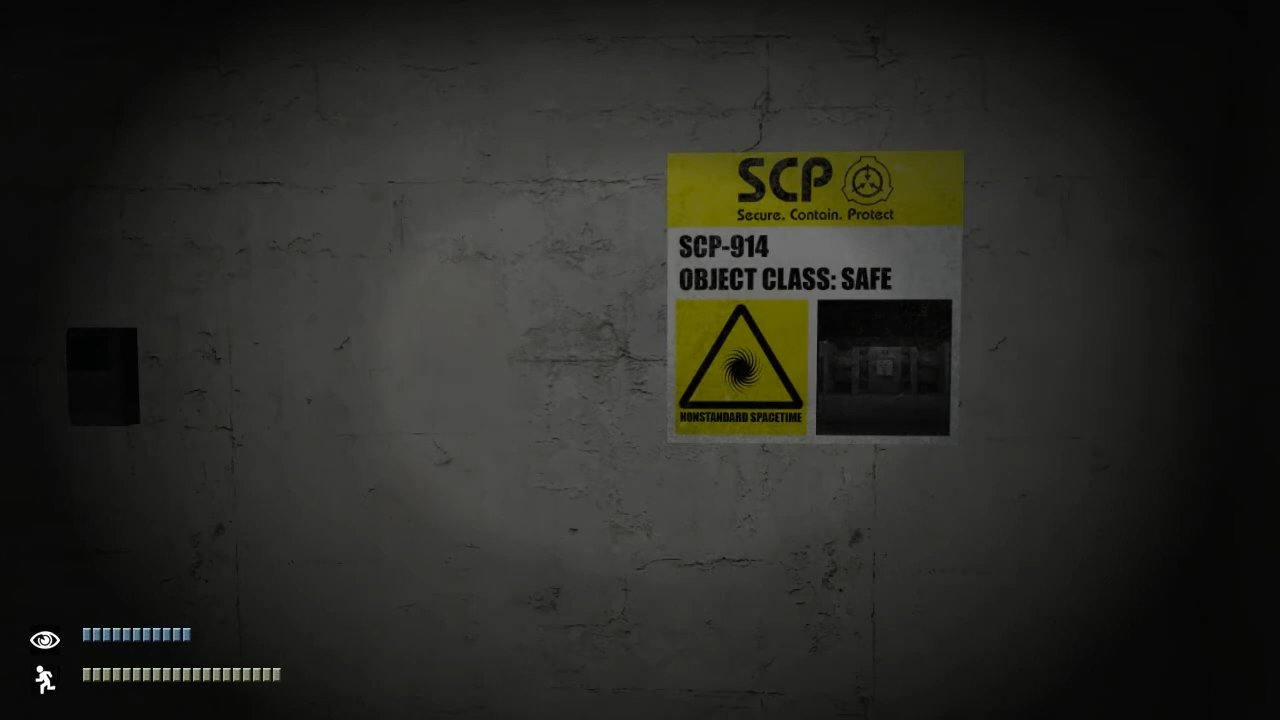 SCP
Secure. Contain. Protect
SCP-914
OBJECT CLASS: SAFE
NONSTANDARD SPACETIME